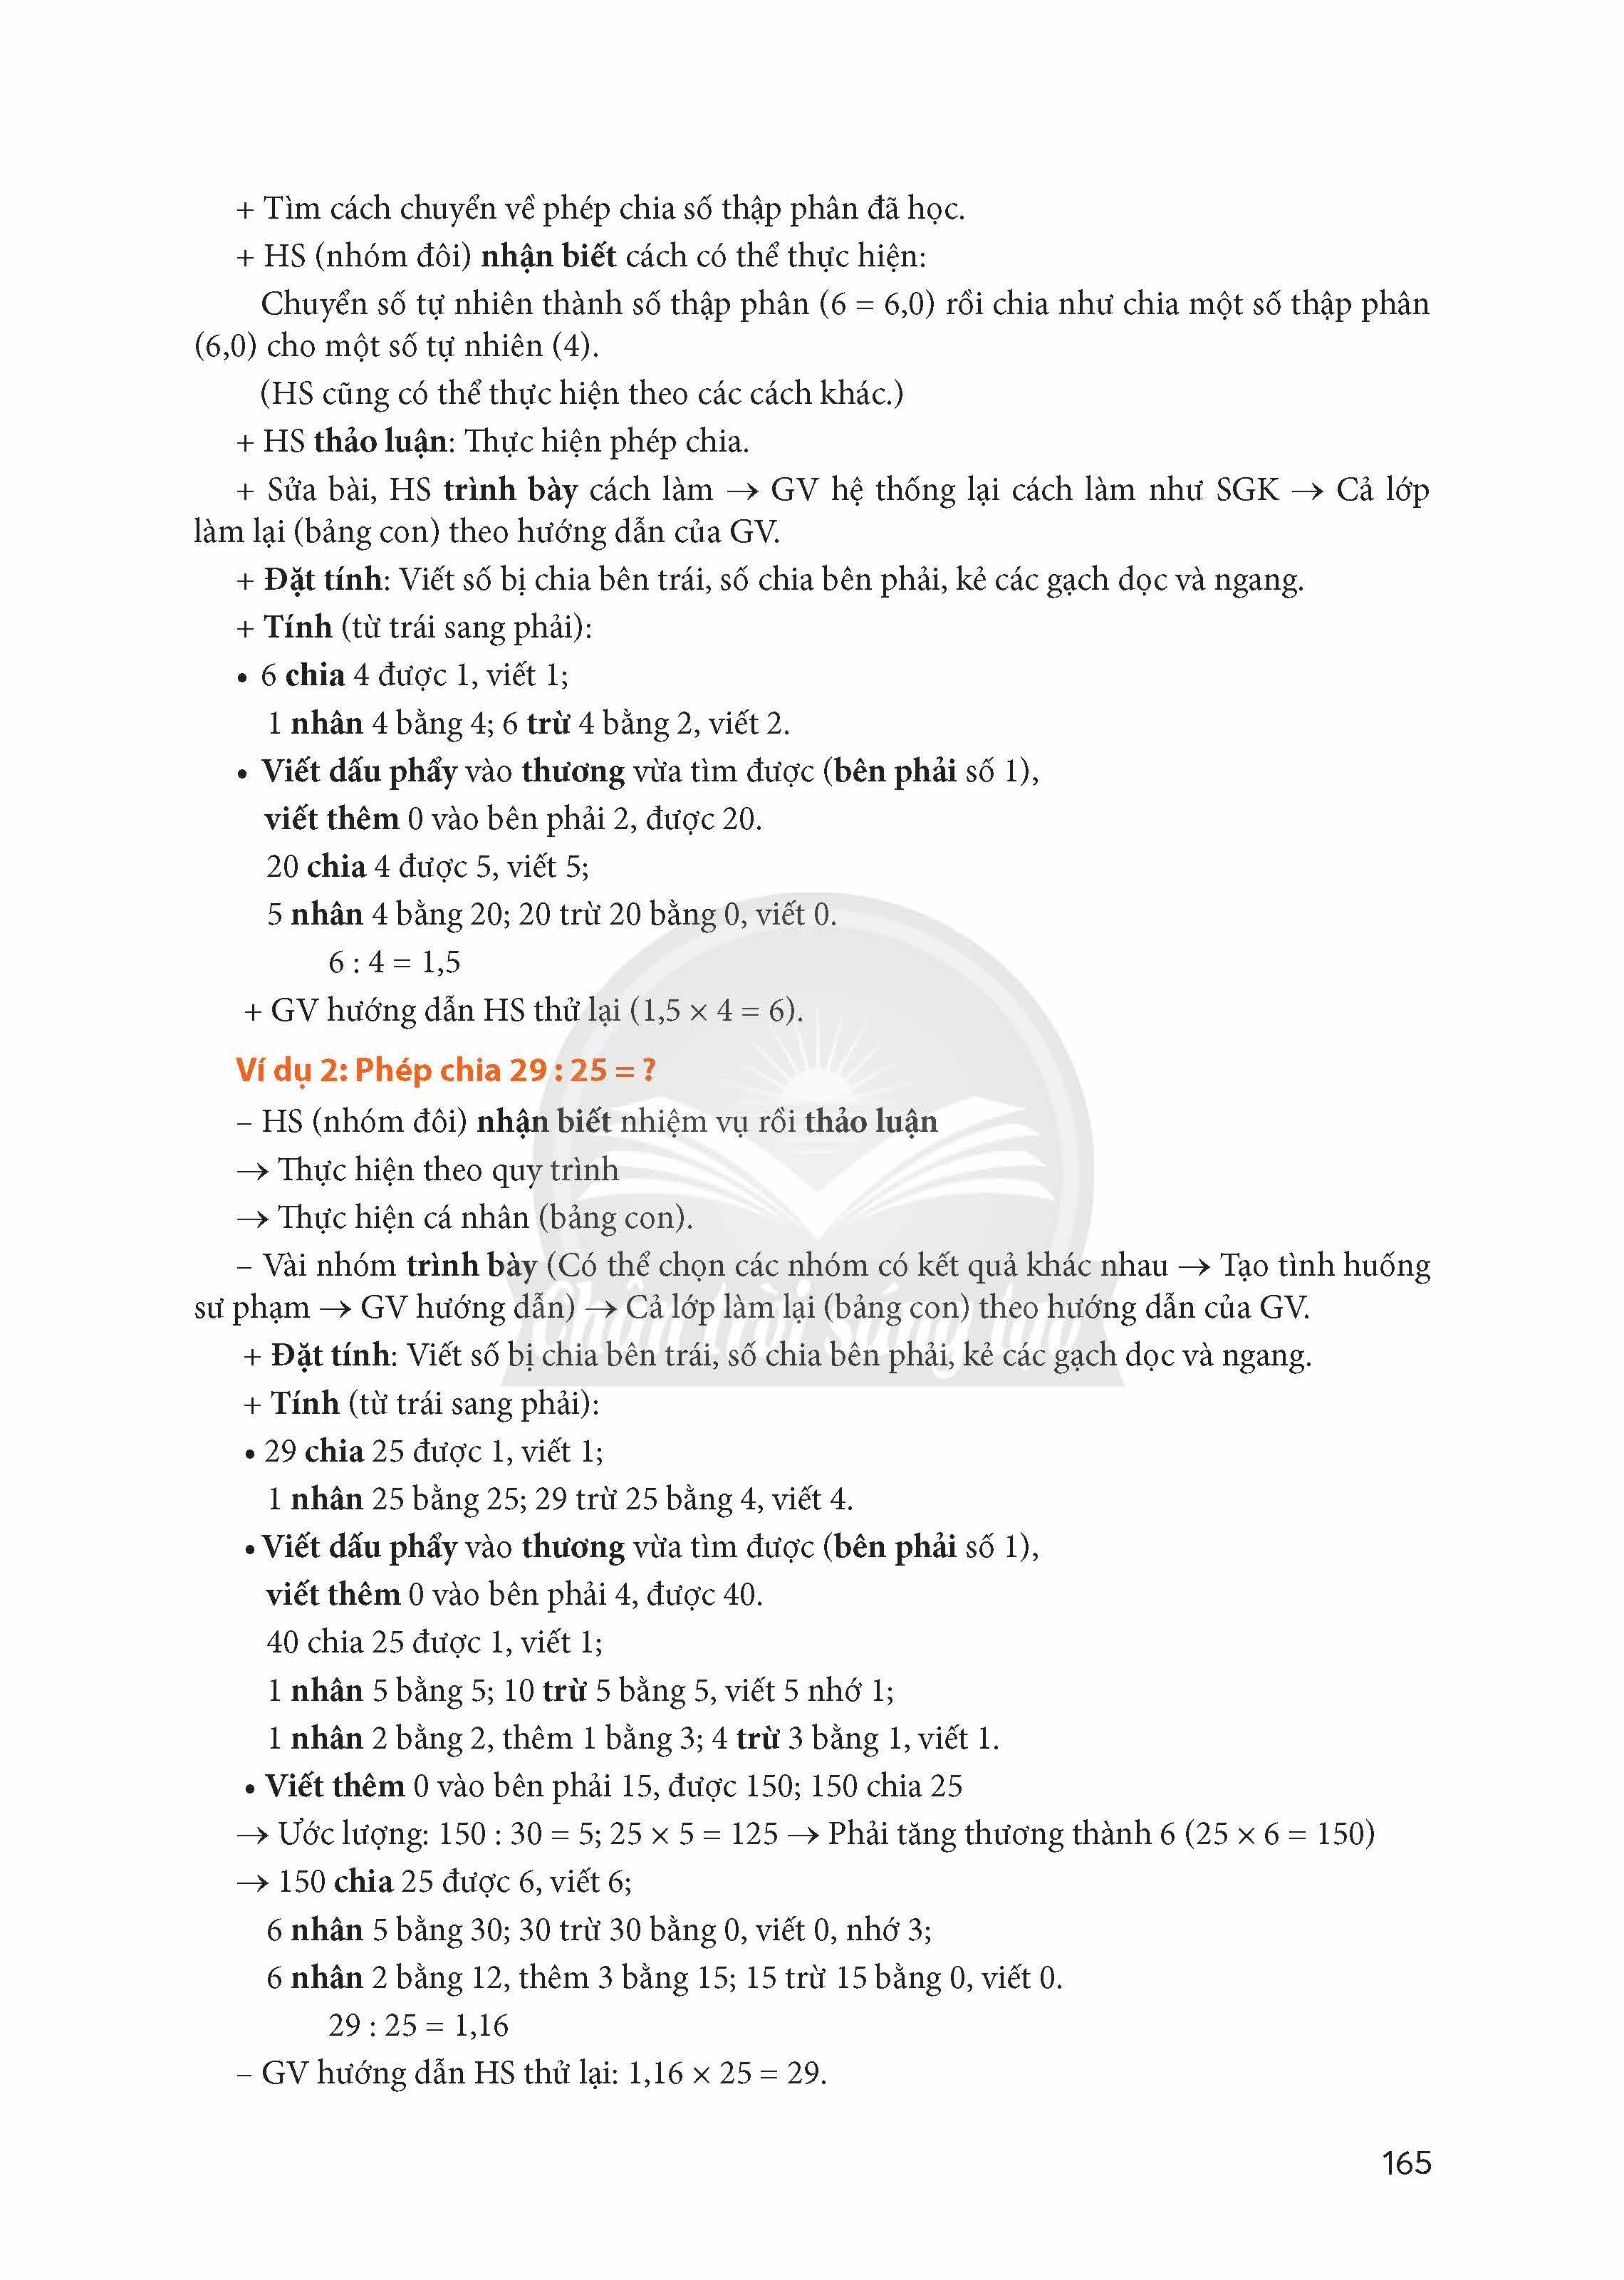 + Tìm cách chuyển về phép chia số thập phân đã học.
+ HS (nhóm đôi) nhận biết cách có thể thực hiện:
Chuyển số tự nhiên thành số thập phân (6 = 6,0) rồi chia như chia một số thập phân
(6,0) cho một số tự nhiên (4).
(HS cũng có thể thực hiện theo các cách khác.)
+ HS thảo luận: Thực hiện phép chia.
+ Sửa bài, HS trình bày cách làm → GV hệ thống lại cách làm như SGK → Cả lớp
làm lại (bảng con) theo hướng dẫn của GV.
+ Đặt tính: Viết số bị chia bên trái, số chia bên phải, kẻ các gạch dọc và ngang.
+ Tính (từ trái sang phải):
• 6 chia 4 được 1, viết 1;
1 nhân 4 bằng 4; 6 trừ 4 bằng 2, viết 2.
• Viết dấu phẩy vào thương vừa tìm được (bên phải số 1),
viết thêm 0 vào bên phải 2, được 20.
20 chia 4 được 5, viết 5;
5 nhân 4 bằng 20; 20 trừ 20 bằng 0, viết 0.
6 : 4 = 1,5
+ GV hướng dẫn HS thử lại (1,5 × 4 = 6).
Ví dụ 2: Phép chia 29 : 25 = ?
– HS (nhóm đôi) nhận biết nhiệm vụ rồi thảo luận
→ Thực hiện theo quy trình
→ Thực hiện cá nhân (bảng con).
– Vài nhóm trình bày (Có thể chọn các nhóm có kết quả khác nhau → Tạo tình huống
sư phạm → GV hướng dẫn) → Cả lớp làm lại (bảng con) theo hướng dẫn của GV.
Chân trời sáng tạo
+ Đặt tính: Viết số bị chia bên trái, số chia bên phải, kẻ các gạch dọc và ngang.
+ Tính (từ trái sang phải):
• 29 chia 25 được 1, viết 1;
1 nhân 25 bằng 25; 29 trừ 25 bằng 4, viết 4.
• Viết dấu phẩy vào thương vừa tìm được (bên phải số 1),
viết thêm 0 vào bên phải 4, được 40.
40 chia 25 được 1, viết 1;
1 nhân 5 bằng 5; 10 trừ 5 bằng 5, viết 5 nhớ 1;
1 nhân 2 bằng 2, thêm 1 bằng 3; 4 trừ 3 bằng 1, viết 1.
• Viết thêm 0 vào bên phải 15, được 150; 150 chia 25
→ Ước lượng: 150 : 30 = 5; 25 × 5 = 125 → Phải tăng thương thành 6 (25 × 6 = 150)
→ 150 chia 25 được 6, viết 6;
6 nhân 5 bằng 30; 30 trừ 30 bằng 0, viết 0, nhớ 3;
6 nhân 2 bằng 12, thêm 3 bằng 15; 15 trừ 15 bằng 0, viết 0.
29 : 25 = 1,16
– GV hướng dẫn HS thử lại: 1,16 × 25 = 29.
165